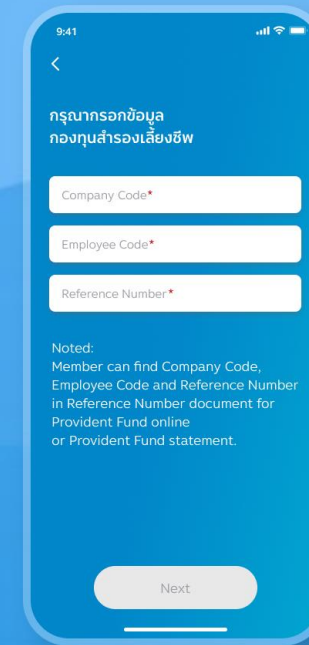 9:41
กรุณากรอกข้อมูล
กองทุนสำรองเลี้ยงชีพ
Company Code*
Employee Code*
Reference Number*
Noted:
Member can find Company Code,
Employee Code and Reference Number
in Reference Number document for
Provident Fund online
or Provident Fund statement.
Next